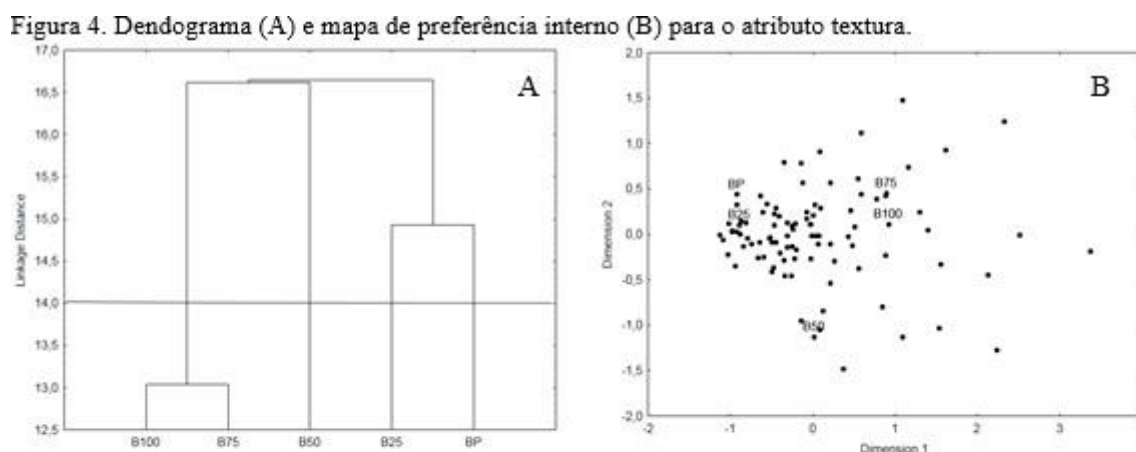 Figura 4. Dendograma (A) e mapa de preferência interno (B) para o atributo textura.
17,0
16,5
16,0
15,5
15,0
14,5
14,0
13,5
13,0
12,5
Linkage Distance
A
B100 B75 B50 B25 BP
2,0
1,5
1,0
0,5
0,0
-0,5
-1,0
-1,5
-2,0
Dimension 2
B
BP
B25
B75
B100
B50
-2 -1 0 1 2 3
Dimension 1